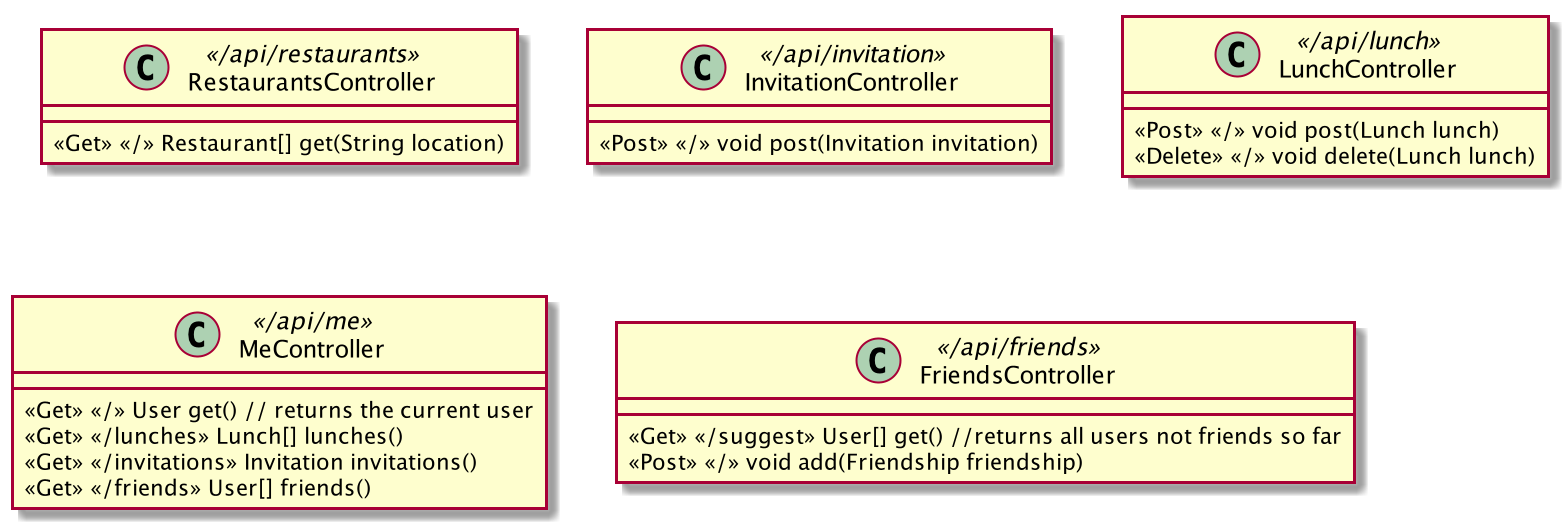 C
«/api/restaurants»
RestaurantsController
«Get» «/» Restaurant[] get(String location)
C
«/api/invitation»
InvitationController
«Post» «/» void post(Invitation invitation)
C
«/api/lunch»
LunchController
«Post» «/» void post(Lunch lunch)
«Delete» «/» void delete(Lunch lunch)
C
«/api/me»
MeController
«Get» «/» User get() // returns the current user
«Get» «/lunches» Lunch[] lunches()
«Get» «/invitations» Invitation invitations()
«Get» «/friends» User[] friends()
C
«/api/friends»
FriendsController
«Get» «/suggest» User[] get() //returns all users not friends so far
«Post» «/» void add(Friendship friendship)